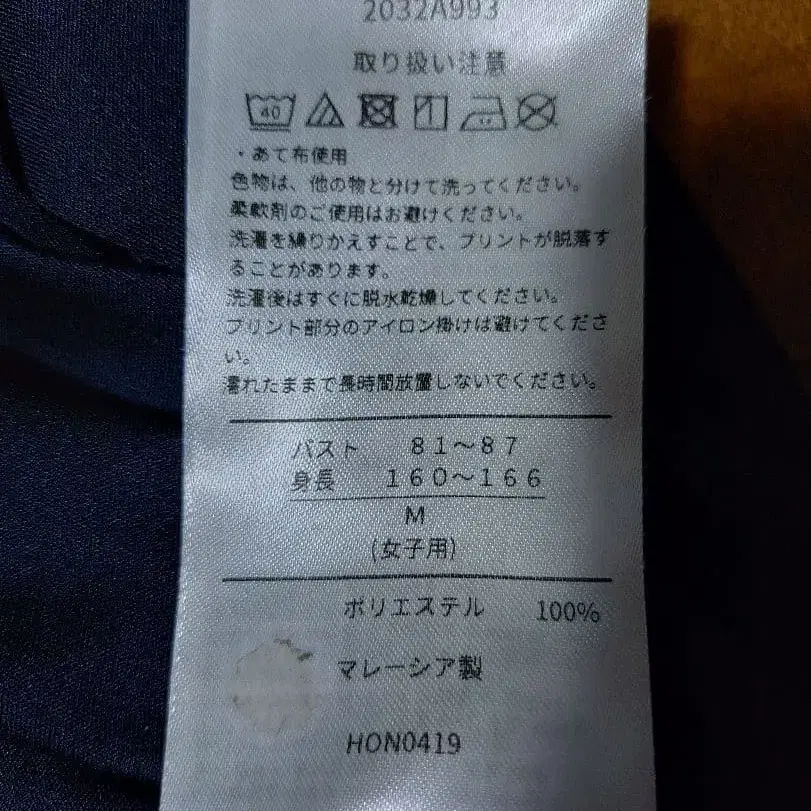 2032A993
取り扱い注意
40
・あて布使用
色物は、他の物と分けて洗ってください。
柔軟剤のご使用はお避けください。
洗濯を繰りかえすことで、プリントが脱落す
ることがあります。
洗濯後はすぐに脱水乾燥してください。
プリント部分のアイロン掛けは避けてくださ
い。
濡れたままで長時間放置しないでください。
バスト 81～87
身長 160～166
M
(女子用)
ポリエステル 100%
マレーシア製
HON0419